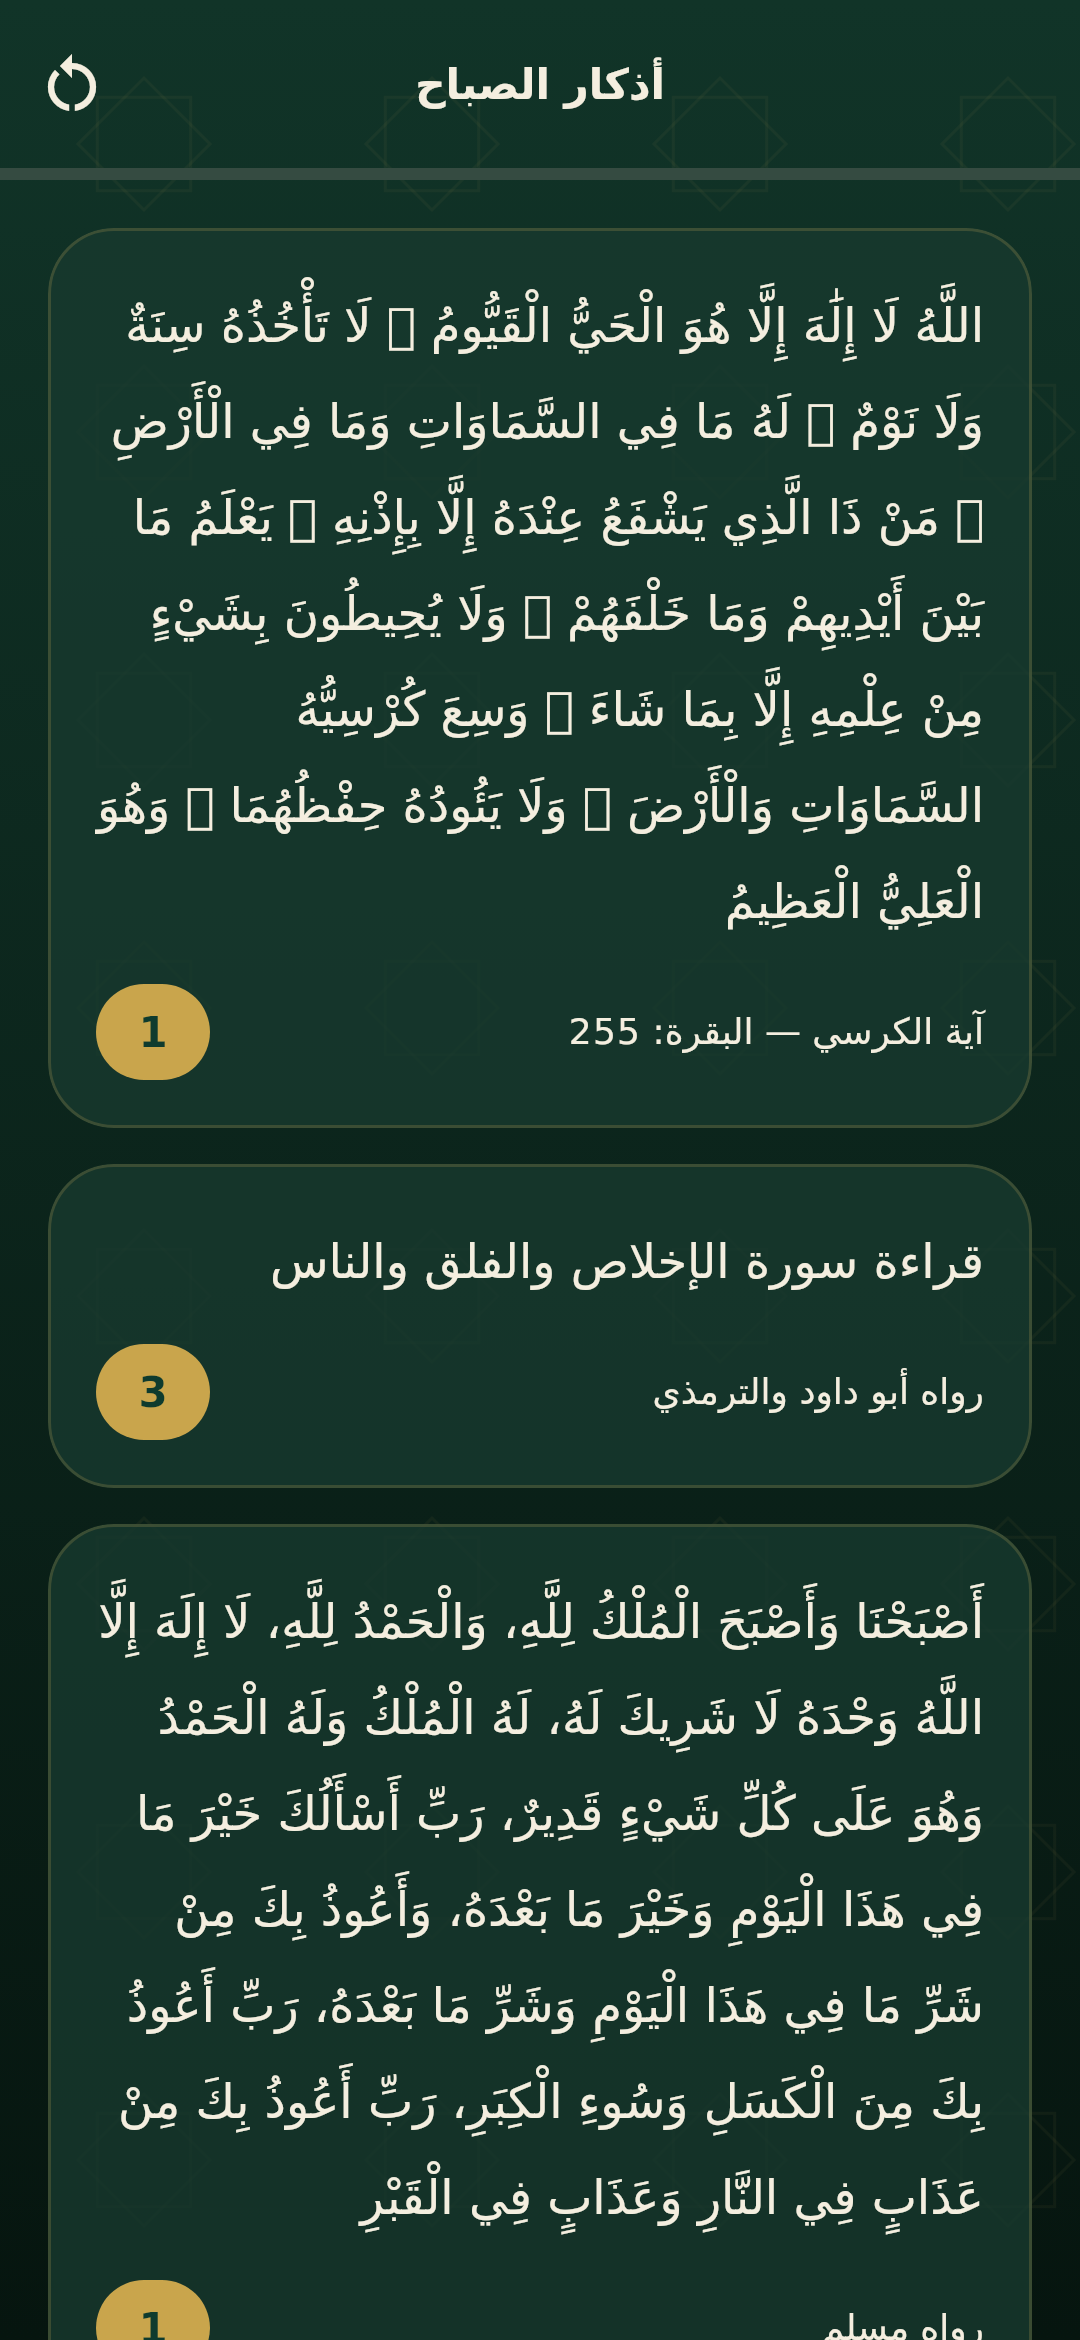 أذكار الصباح
اللَّهُ لَا إِلَٰهَ إِلَّا هُوَ الْحَيُّ الْقَيُّومُ ۚ لَا تَأْخُذُهُ سِنَةٌ
وَلَا نَوْمٌ ۚ لَهُ مَا فِي السَّمَاوَاتِ وَمَا فِي الْأَرْضِ
ۗ مَنْ ذَا الَّذِي يَشْفَعُ عِنْدَهُ إِلَّا بِإِذْنِهِ ۚ يَعْلَمُ مَا
بَيْنَ أَيْدِيهِمْ وَمَا خَلْفَهُمْ ۖ وَلَا يُحِيطُونَ بِشَيْءٍ
مِنْ عِلْمِهِ إِلَّا بِمَا شَاءَ ۚ وَسِعَ كُرْسِيُّهُ
السَّمَاوَاتِ وَالْأَرْضَ ۖ وَلَا يَئُودُهُ حِفْظُهُمَا ۚ وَهُوَ
الْعَلِيُّ الْعَظِيمُ
آية الكرسي — البقرة: 255
1
قراءة سورة الإخلاص والفلق والناس
رواه أبو داود والترمذي
3
أَصْبَحْنَا وَأَصْبَحَ الْمُلْكُ لِلَّهِ، وَالْحَمْدُ لِلَّهِ، لَا إِلَهَ إِلَّا
اللَّهُ وَحْدَهُ لَا شَرِيكَ لَهُ، لَهُ الْمُلْكُ وَلَهُ الْحَمْدُ
وَهُوَ عَلَى كُلِّ شَيْءٍ قَدِيرٌ، رَبِّ أَسْأَلُكَ خَيْرَ مَا
فِي هَذَا الْيَوْمِ وَخَيْرَ مَا بَعْدَهُ، وَأَعُوذُ بِكَ مِنْ
شَرِّ مَا فِي هَذَا الْيَوْمِ وَشَرِّ مَا بَعْدَهُ، رَبِّ أَعُوذُ
بِكَ مِنَ الْكَسَلِ وَسُوءِ الْكِبَرِ، رَبِّ أَعُوذُ بِكَ مِنْ
عَذَابٍ فِي النَّارِ وَعَذَابٍ فِي الْقَبْرِ
رواه مسلم
1